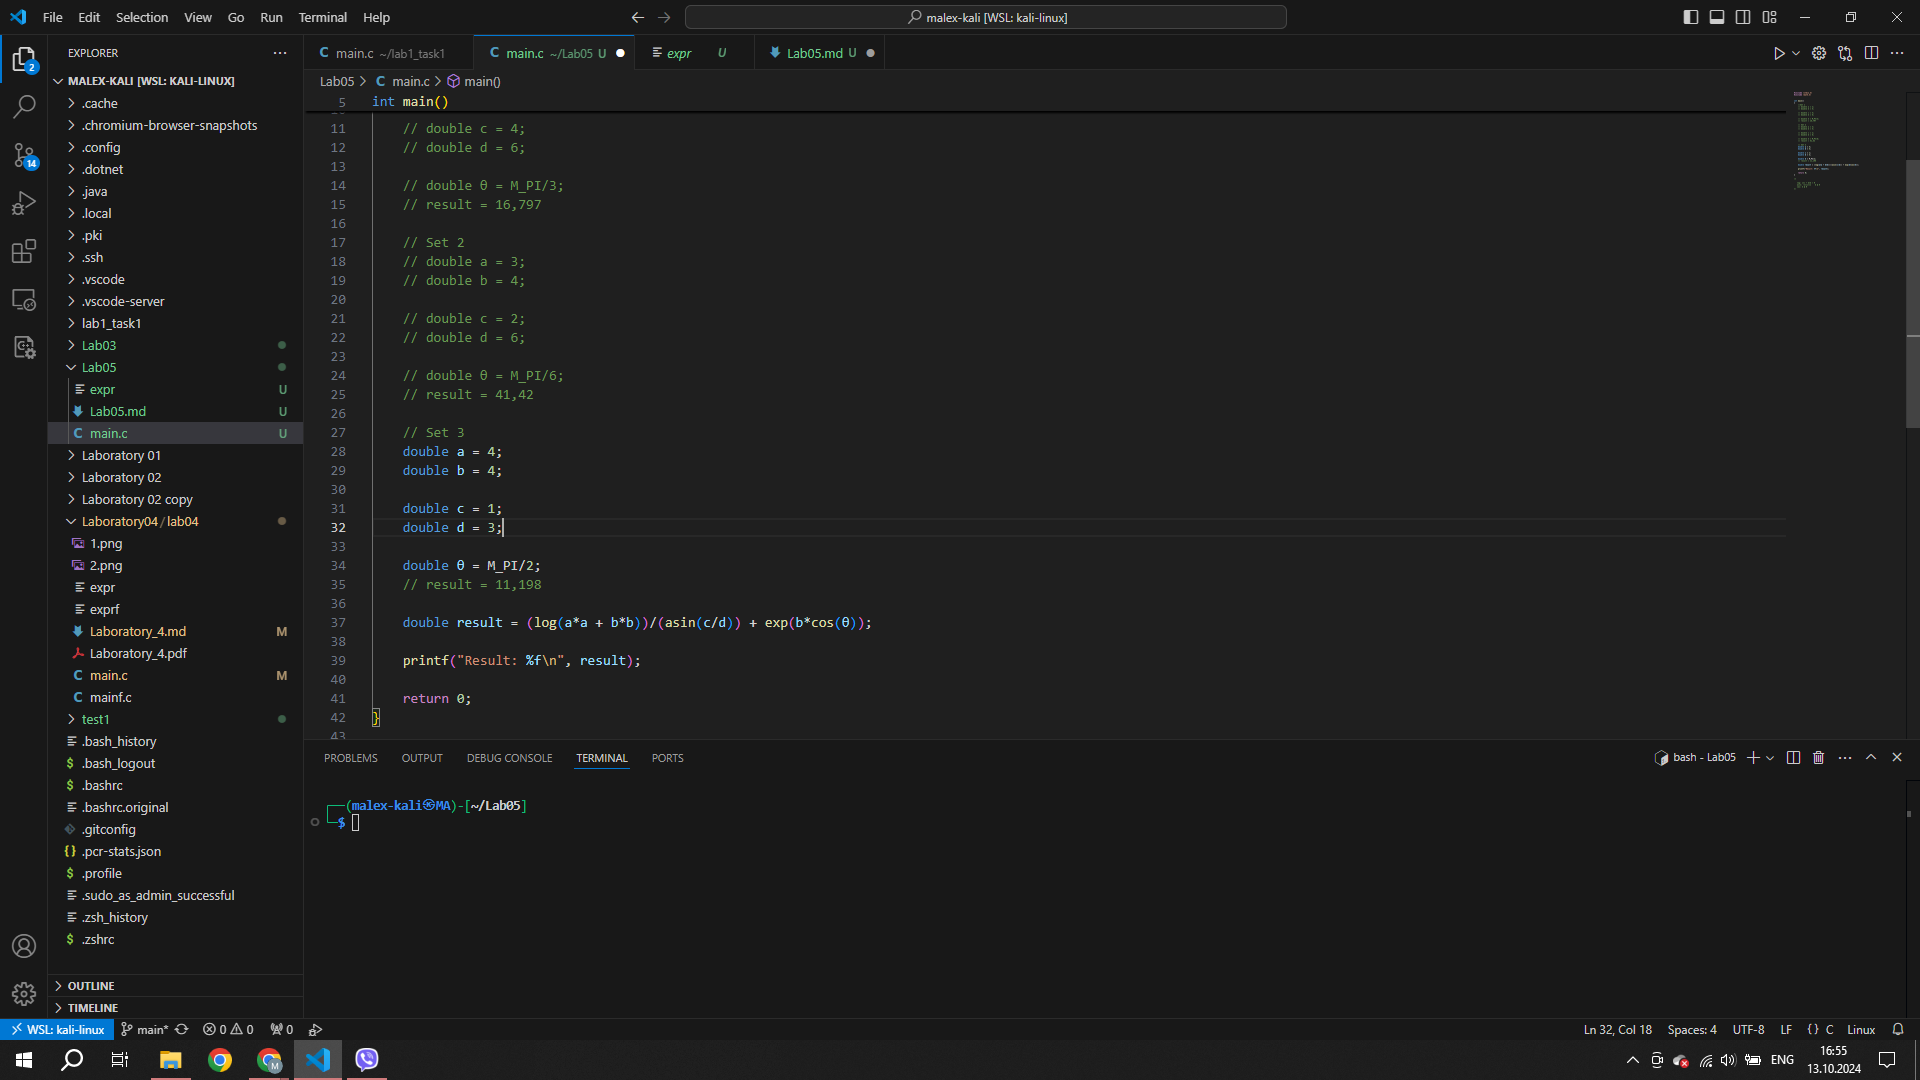 File Edit Selection View Go Run Terminal Help
malex-kali [WSL: kali-linux]
EXPLORER
MALEX-KALI [WSL: KALI-LINUX]
.cache
.chromium-browser-snapshots
.config
.dotnet
.java
.local
.pki
.ssh
.vscode
.vscode-server
lab1_task1
Lab03
Lab05
expr U
Lab05.md U
main.c U
Laboratory 01
Laboratory 02
Laboratory 02 copy
Laboratory04 / lab04
1.png
2.png
expr
exprf
Laboratory_4.md M
Laboratory_4.pdf
main.c M
mainf.c
test1
.bash_history
.bash_logout
.bashrc
.bashrc.original
.gitconfig
.pcr-stats.json
.profile
.sudo_as_admin_successful
.zsh_history
.zshrc
OUTLINE
TIMELINE
2
14
main.c ~/lab1_task1
main.c ~/Lab05 U
expr U
Lab05.md U
Lab05 > main.c > main()
5 int main()
11 // double c = 4;
12 // double d = 6;
13
14 // double θ = M_PI/3;
15 // result = 16,797
16
17 // Set 2
18 // double a = 3;
19 // double b = 4;
20
21 // double c = 2;
22 // double d = 6;
23
24 // double θ = M_PI/6;
25 // result = 41,42
26
27 // Set 3
28 double a = 4;
29 double b = 4;
30
31 double c = 1;
32 double d = 3;
33
34 double θ = M_PI/2;
35 // result = 11,198
36
37 double result = (log(a*a + b*b))/(asin(c/d)) + exp(b*cos(θ));
38
39 printf("Result: %f\n", result);
40
41 return 0;
42 }
43
PROBLEMS OUTPUT DEBUG CONSOLE TERMINAL PORTS
bash - Lab05
(malex-kali㉿MA)-[~/Lab05]
$
WSL: kali-linux main* 0 0 0
Ln 32, Col 18 Spaces: 4 UTF-8 LF {} C Linux
M
ENG
16:55
13.10.2024